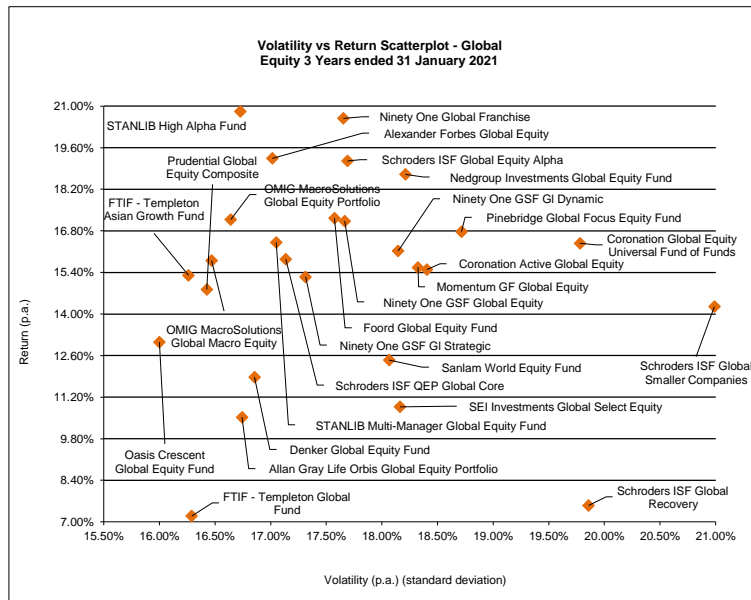 Volatility vs Return Scatterplot - Global
Equity 3 Years ended 31 January 2021
21.00%
19.60%
18.20%
16.80%
15.40%
14.00%
12.60%
11.20%
9.80%
8.40%
7.00%
Return (p.a.)
STANLIB High Alpha Fund
Ninety One Global Franchise
Alexander Forbes Global Equity
Prudential Global
Equity Composite
Schroders ISF Global Equity Alpha
Nedgroup Investments Global Equity Fund
OMIG MacroSolutions
Global Equity Portfolio
Ninety One GSF Gl Dynamic
FTIF - Templeton
Asian Growth Fund
Pinebridge Global Focus Equity Fund
Coronation Global Equity
Universal Fund of Funds
Coronation Active Global Equity
Momentum GF Global Equity
Ninety One GSF Global Equity
OMIG MacroSolutions
Global Macro Equity
Foord Global Equity Fund
Ninety One GSF Gl Strategic
Sanlam World Equity Fund
Schroders ISF Global
Smaller Companies
Schroders ISF QEP Global Core
SEI Investments Global Select Equity
STANLIB Multi-Manager Global Equity Fund
Oasis Crescent
Global Equity Fund
Denker Global Equity Fund
Allan Gray Life Orbis Global Equity Portfolio
FTIF - Templeton Global
Fund
Schroders ISF Global
Recovery
15.50% 16.00% 16.50% 17.00% 17.50% 18.00% 18.50% 19.00% 19.50% 20.00% 20.50% 21.00%
Volatility (p.a.) (standard deviation)